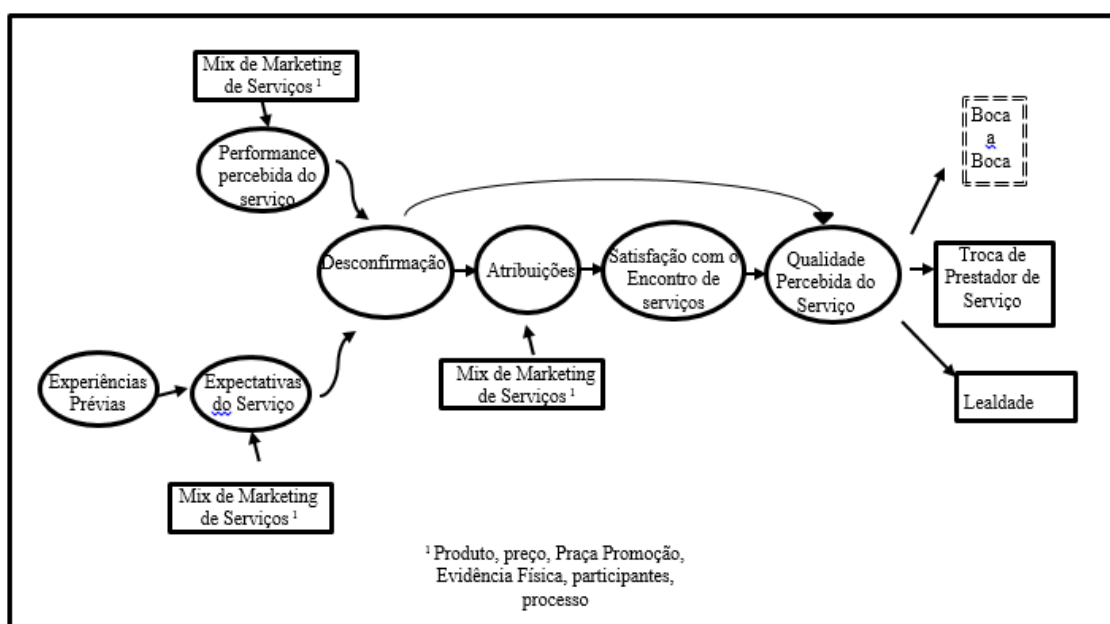 Mix de Marketing
de Serviços ¹
Performance
percebida do
serviço
Boca
a
Boca
Desconfirmação
Atribuições
Satisfação com o
Encontro de
serviços
Qualidade
Percebida do
Serviço
Troca de
Prestador de
Serviço
Experiências
Prévias
Expectativas
do Serviço
Mix de Marketing
de Serviços ¹
Lealdade
Mix de Marketing
de Serviços ¹
¹ Produto, preço, Praça Promoção,
Evidência Física, participantes,
processo